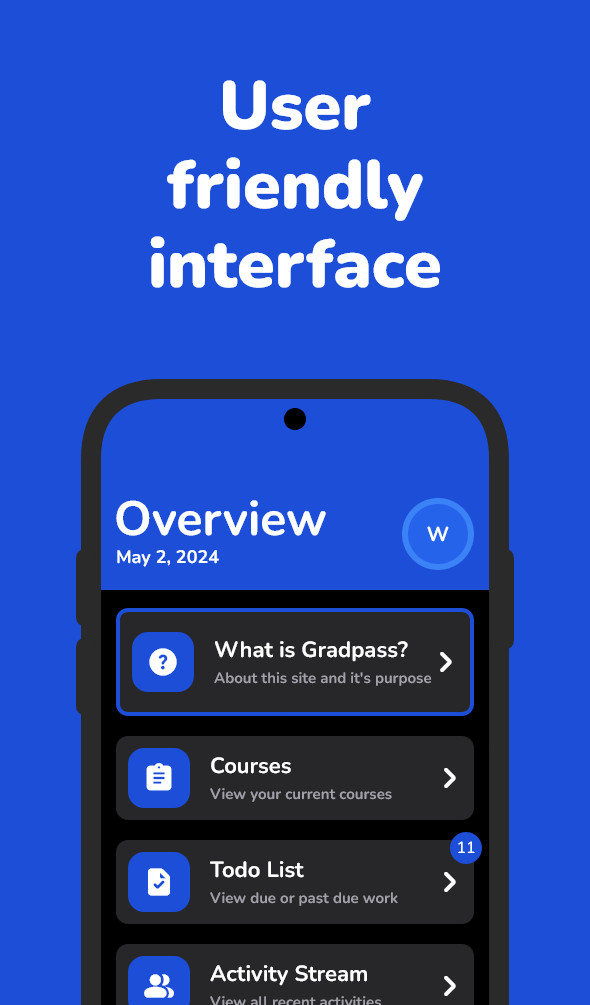 User
friendly
interface
Overview
May 2, 2024
W
What is Gradpass?
About this site and it's purpose
Courses
View your current courses
11
Todo List
View due or past due work
Activity Stream
View all recent activities